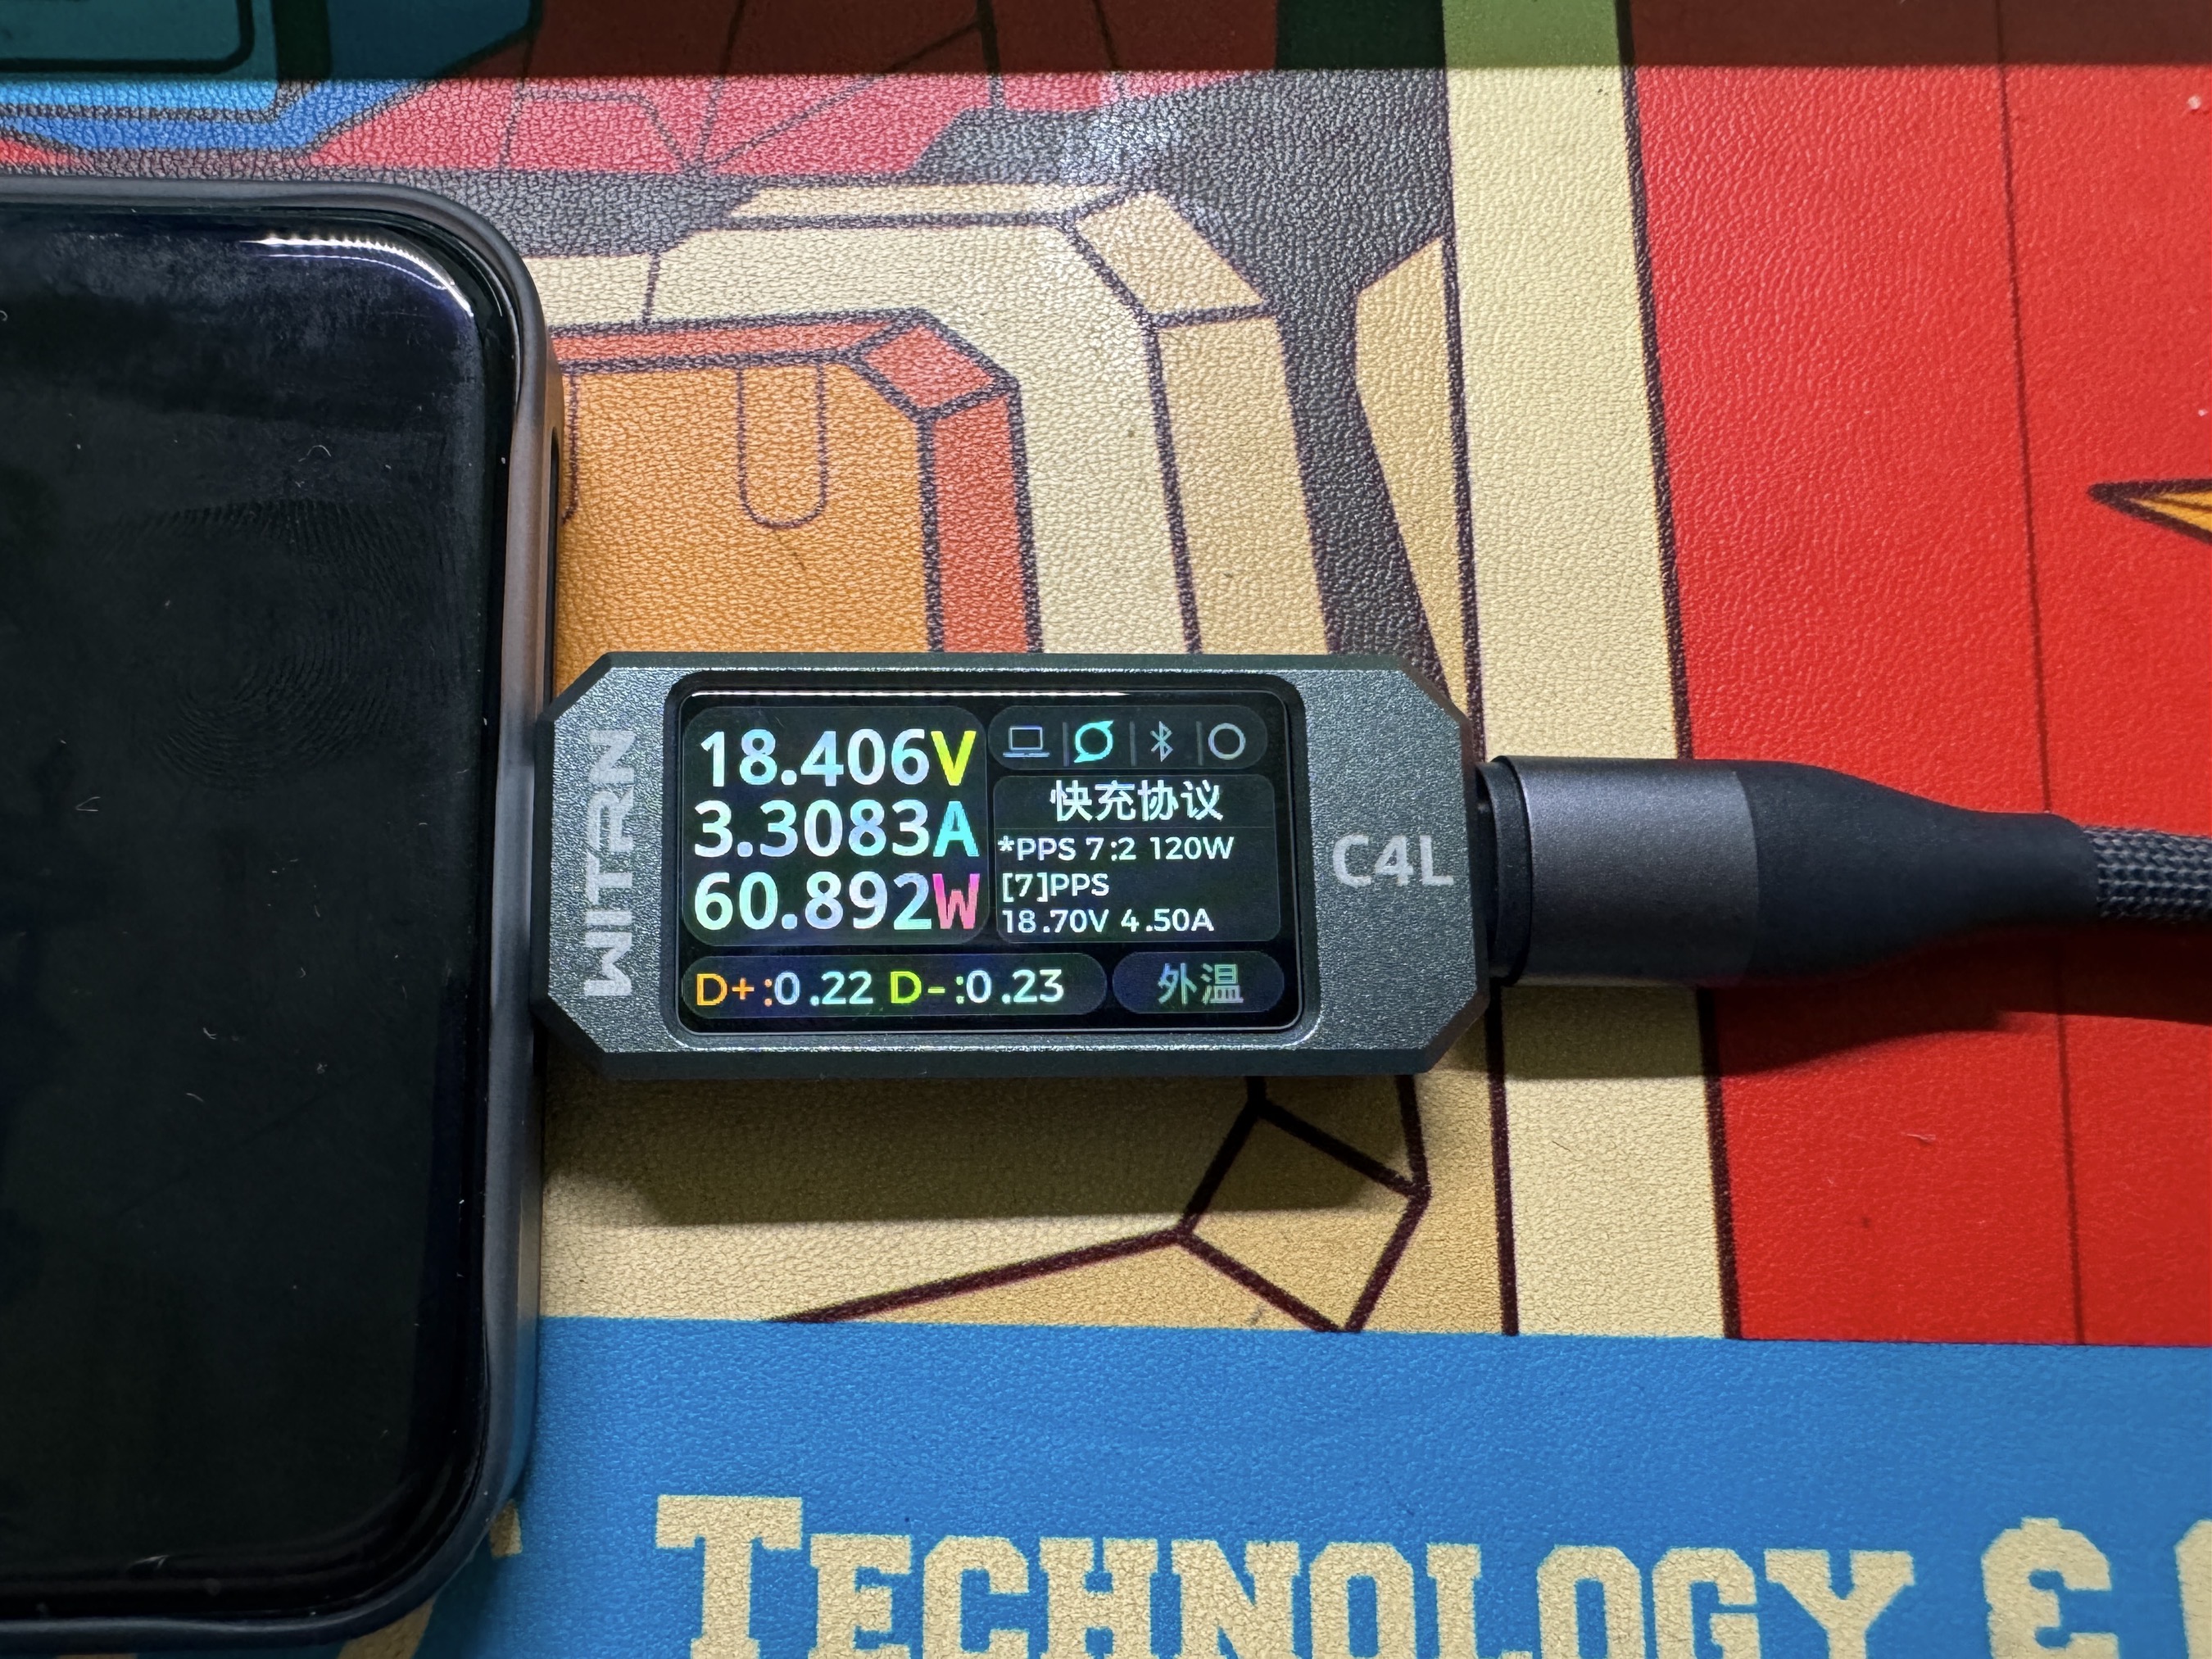 WITRN
18.406V
3.3083A
60.892W
快充协议
*PPS 7:2 120W
[7]PPS
18.70V 4.50A
D+:0.22 D-:0.23
外温
C4L
TECHNOLOGY &